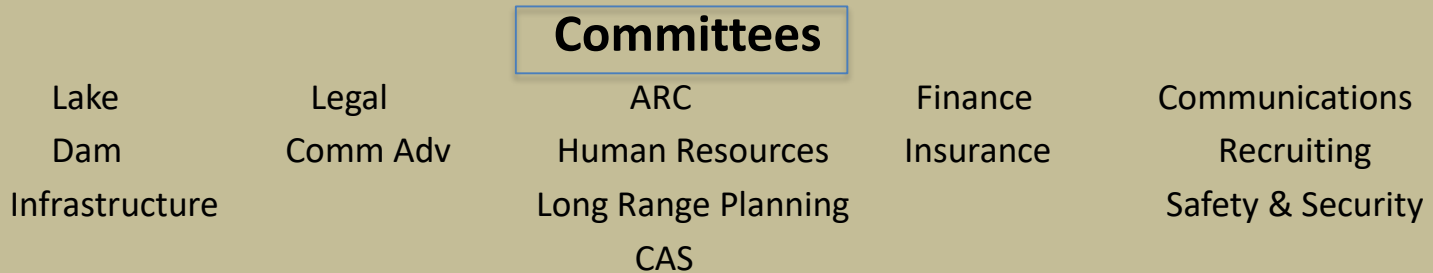 Committees
Lake Legal ARC Finance Communications
Dam Comm Adv Human Resources Insurance Recruiting
Infrastructure Long Range Planning Safety & Security
CAS